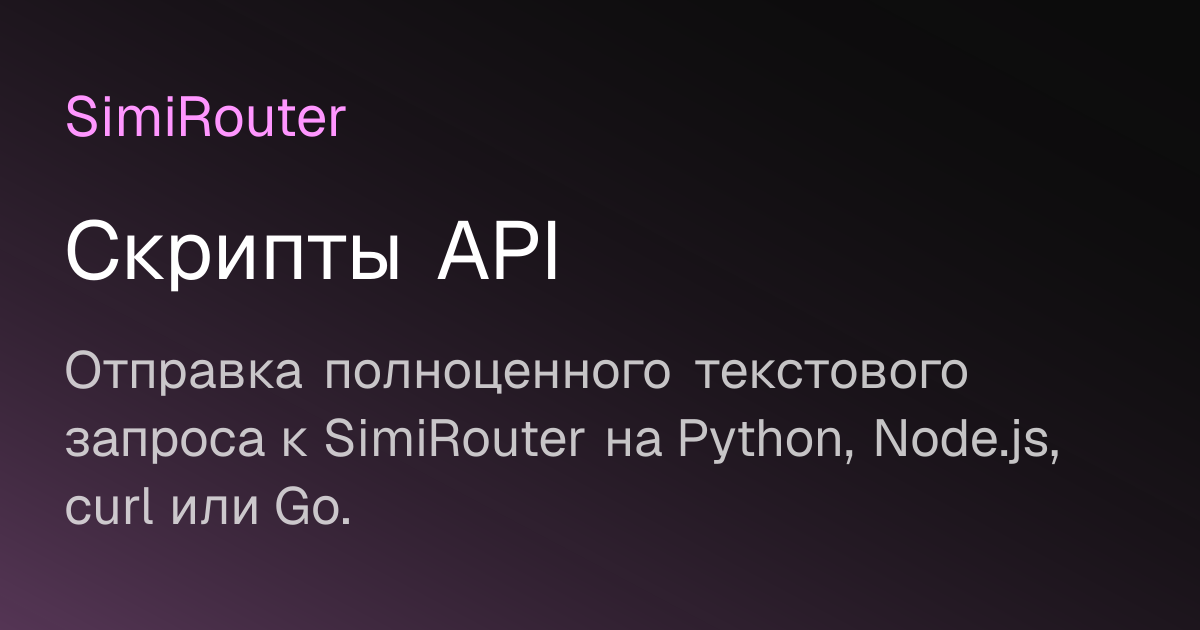 SimiRouter
Скрипты API
Отправка полноценного текстового
запроса к SimiRouter на Python, Node.js,
curl или Go.